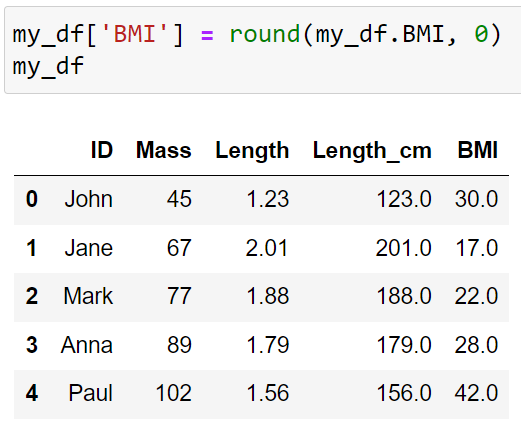 my_df['BMI'] = round(my_df.BMI, 0)
my_df
ID Mass Length Length_cm BMI
0 John 45 1.23 123.0 30.0
1 Jane 67 2.01 201.0 17.0
2 Mark 77 1.88 188.0 22.0
3 Anna 89 1.79 179.0 28.0
4 Paul 102 1.56 156.0 42.0